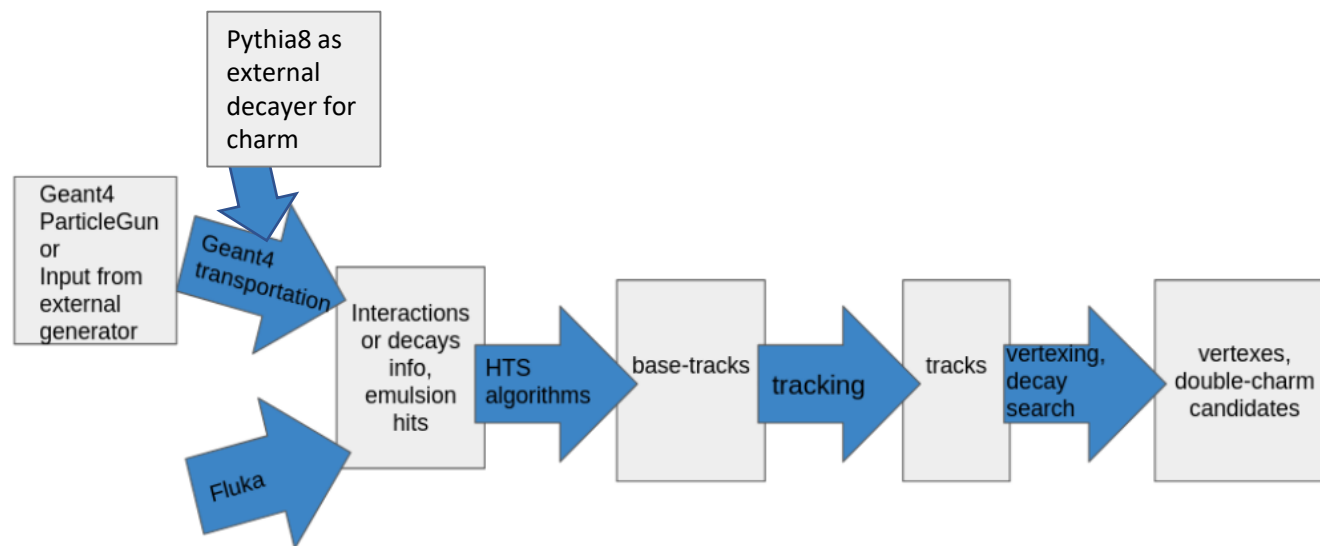 Pythia8 as
external
decayer for
charm
Geant4
ParticleGun
or
Input from
external
generator
Geant4
transportation
Interactions
or decays
info,
emulsion
hits
Fluka
HTS
algorithms
base-tracks
tracking
tracks
vertexing,
decay
search
vertexes,
double-charm
candidates